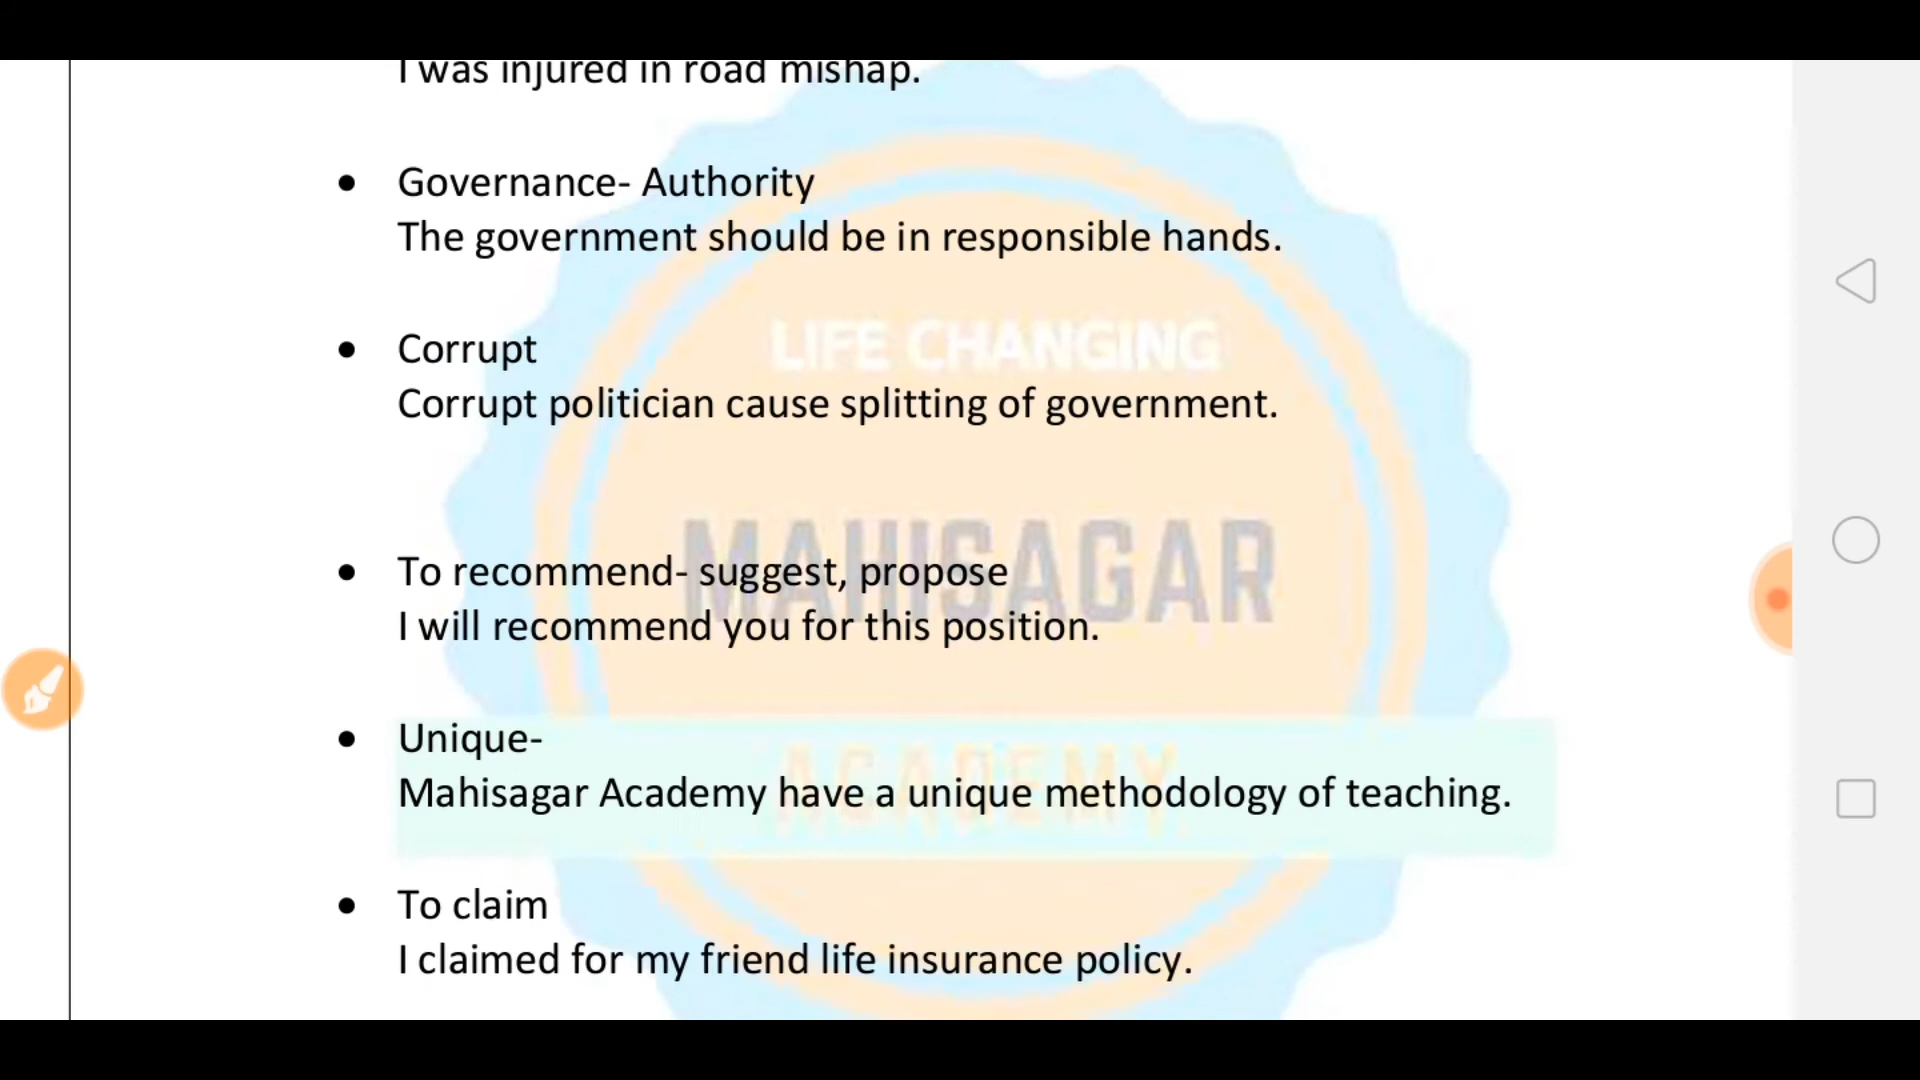 I was injured in road mishap.
• Governance- Authority
The government should be in responsible hands.
LIFE CHANGING
• Corrupt
Corrupt politician cause splitting of government.
MAHISAGAR
• To recommend- suggest, propose
I will recommend you for this position.
• Unique-
ACADEMY
Mahisagar Academy have a unique methodology of teaching.
• To claim
I claimed for my friend life insurance policy.